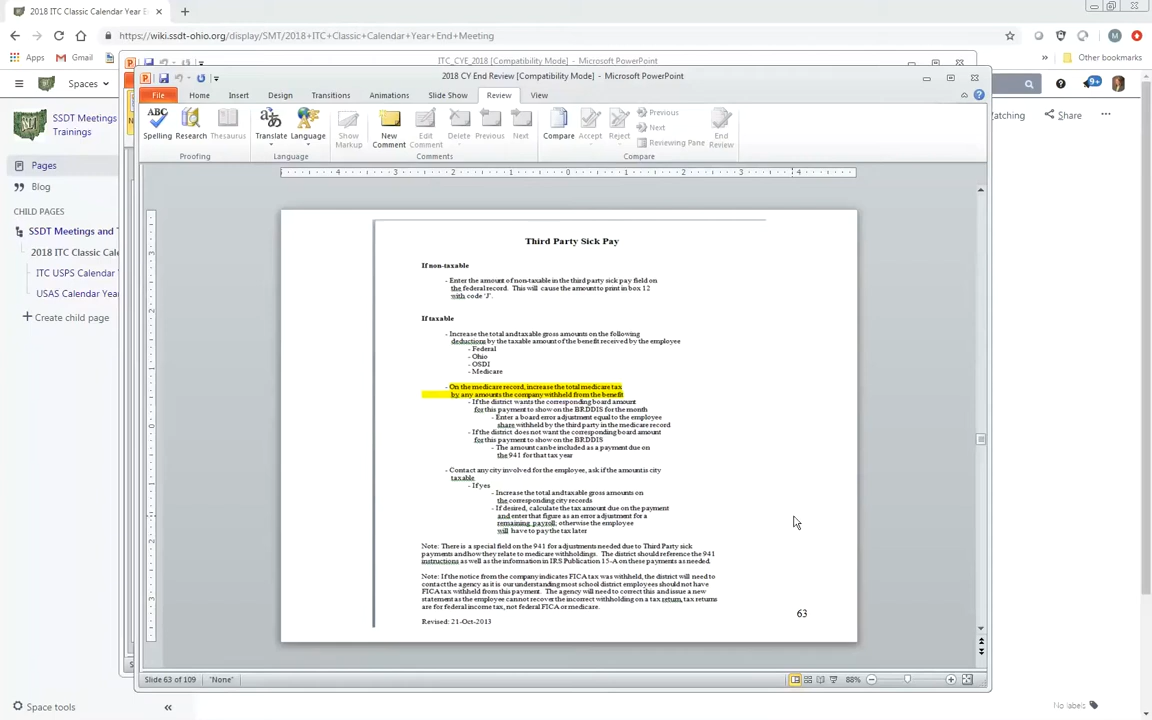 2018 ITC Classic Calendar Year E
https://wiki.ssdt-ohio.org/display/SMT/2018+ITC+Classic+Calendar+Year+End+Meeting
M
Apps
Gmail
»
Other bookmarks
ITC_CYE_2018 [Compatibility Mode] - Microsoft PowerPoint
2018 CY End Review [Compatibility Mode] - Microsoft PowerPoint
Spaces
9+
File
Home
Insert
Design
Transitions
Animations
Slide Show
Review
View
Spelling
Research
Thesaurus
Translate
Language
Show Markup
New Comment
Edit Comment
Delete
Previous
Next
Compare
Accept
Reject
Previous
Next
Reviewing Pane
End Review
Proofing
Language
Comments
Compare
SSDT Meetings
Trainings
atching
Share
Pages
Blog
CHILD PAGES
SSDT Meetings and T
2018 ITC Classic Cale
ITC USPS Calendar Y
USAS Calendar Year
+ Create child page
Third Party Sick Pay
If non-taxable
- Enter the amount of non-taxable in the third party sick pay field on
the federal record. This will cause the amount to print in box 12
with code 'J'.
If taxable
- Increase the total and taxable gross amounts on the following
deductions by the taxable amount of the benefit received by the employee
- Federal
- Ohio
- OSDI
- Medicare
- On the medicare record, increase the total medicare tax
by any amounts the company withheld from the benefit
- If the district wants the corresponding board amount
for this payment to show on the BRDDIS for the month
- Enter a board error adjustment equal to the employee
share withheld by the third party in the medicare record
- If the district does not want the corresponding board amount
for this payment to show on the BRDDIS
- The amount can be included as a payment due on
the 941 for that tax year
- Contact any city involved for the employee, ask if the amount is city
taxable
- If yes
- Increase the total and taxable gross amounts on
the corresponding city records
- If desired, calculate the tax amount due on the payment
and enter that figure as an error adjustment for a
remaining payroll; otherwise the employee
will have to pay the tax later
Note: There is a special field on the 941 for adjustments needed due to Third Party sick
payments and how they relate to medicare withholdings. The district should reference the 941
instructions as well as the information in IRS Publication 15-A on these payments as needed.
Note: If the notice from the company indicates FICA tax was withheld, the district will need to
contact the agency as it is our understanding most school district employees should not have
FICA tax withheld from this payment. The agency will need to correct this and issue a new
statement as the employee cannot recover the incorrect withholding on a tax return, tax returns
are for federal income tax, not federal FICA or medicare.
63
Revised: 21-Oct-2013
Slide 63 of 109
"None"
88%
Space tools
«
No labels